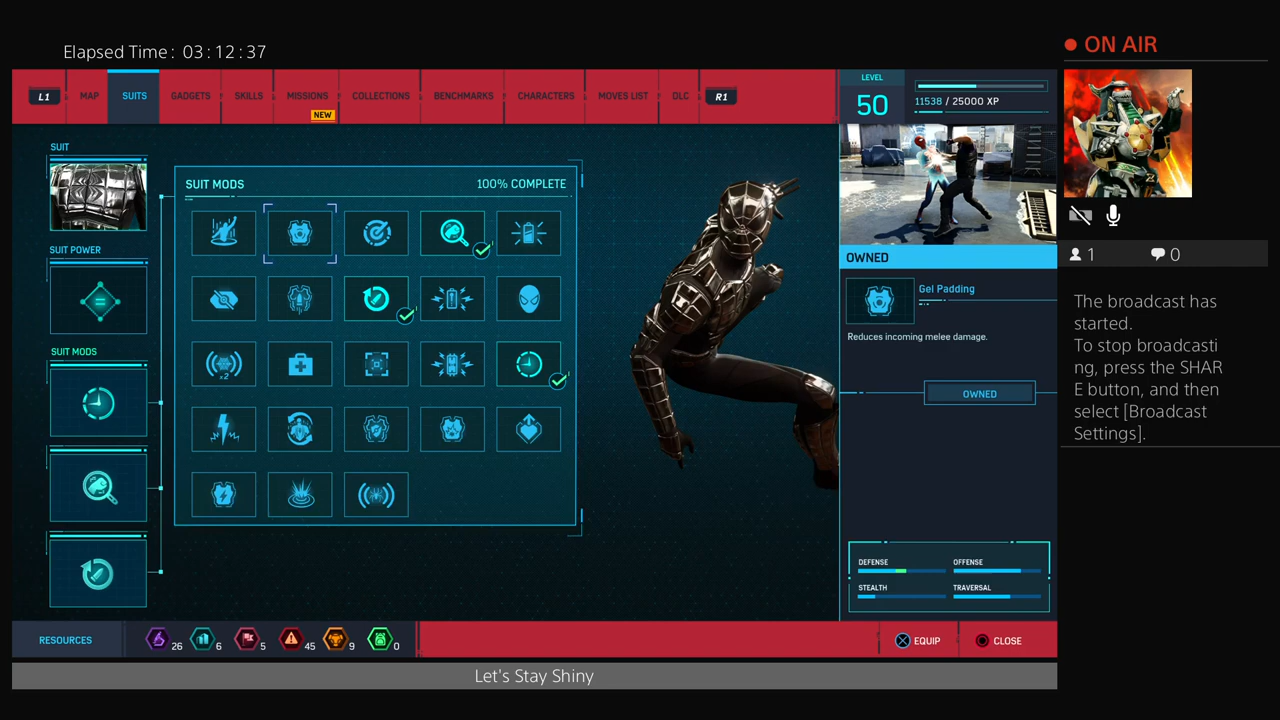 Elapsed Time: 03:12:37
ON AIR
L1
MAP
SUITS
GADGETS
SKILLS
MISSIONS
NEW
COLLECTIONS
BENCHMARKS
CHARACTERS
MOVES LIST
DLC
R1
LEVEL
50
11538 / 25000 XP
SUIT
SUIT POWER
SUIT MODS
SUIT MODS
100% COMPLETE
x2
OWNED
Gel Padding
Reduces incoming melee damage.
OWNED
DEFENSE
OFFENSE
STEALTH
TRAVERSAL
1
0
The broadcast has
started.
To stop broadcasti
ng, press the SHAR
E button, and then
select [Broadcast
Settings].
RESOURCES
26
6
5
45
9
0
EQUIP
CLOSE
Let's Stay Shiny